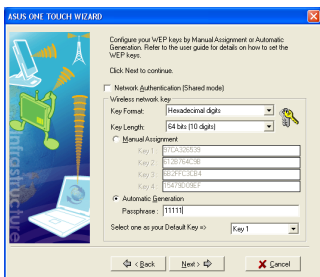 ASUS ONE TOUCH WIZARD
Configure your WEP keys by Manual Assignment or Automatic
Generation. Refer to the user guide for details on how to set the
WEP keys.
Click Next to continue.
Network Authentication (Shared mode)
Wireless network key
Key Format: Hexadecimal digits
Key Length: 64 bits (10 digits)
Manual Assignment
Key 1: 97CA326539
Key 2: 612B764C9B
Key 3: 6B2FFC3CB4
Key 4: 15479D09EF
Automatic Generation
Passphrase : 11111
Select one as your Default Key => Key 1
< Back
Next >
Cancel
Infrastructure